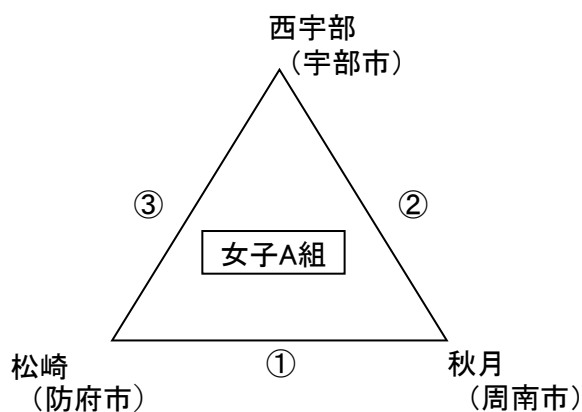 西宇部
（宇部市）
③
②
女子A組
松崎
（防府市）
①
秋月
（周南市）